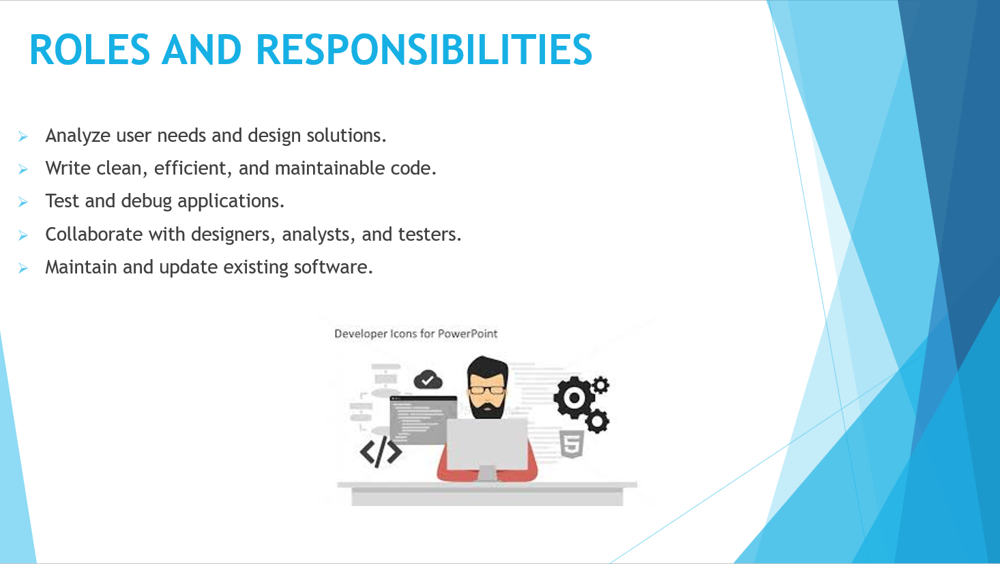 ROLES AND RESPONSIBILITIES
Analyze user needs and design solutions.
Write clean, efficient, and maintainable code.
Test and debug applications.
Collaborate with designers, analysts, and testers.
Maintain and update existing software.
Developer Icons for PowerPoint
</>
5